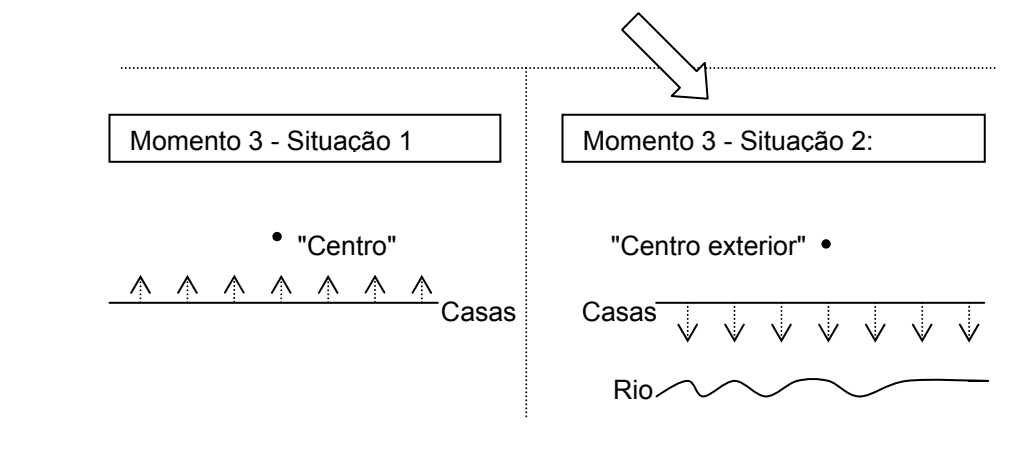 Momento 3 - Situação 1
"Centro"
Casas
Momento 3 - Situação 2:
"Centro exterior"
Casas
Rio